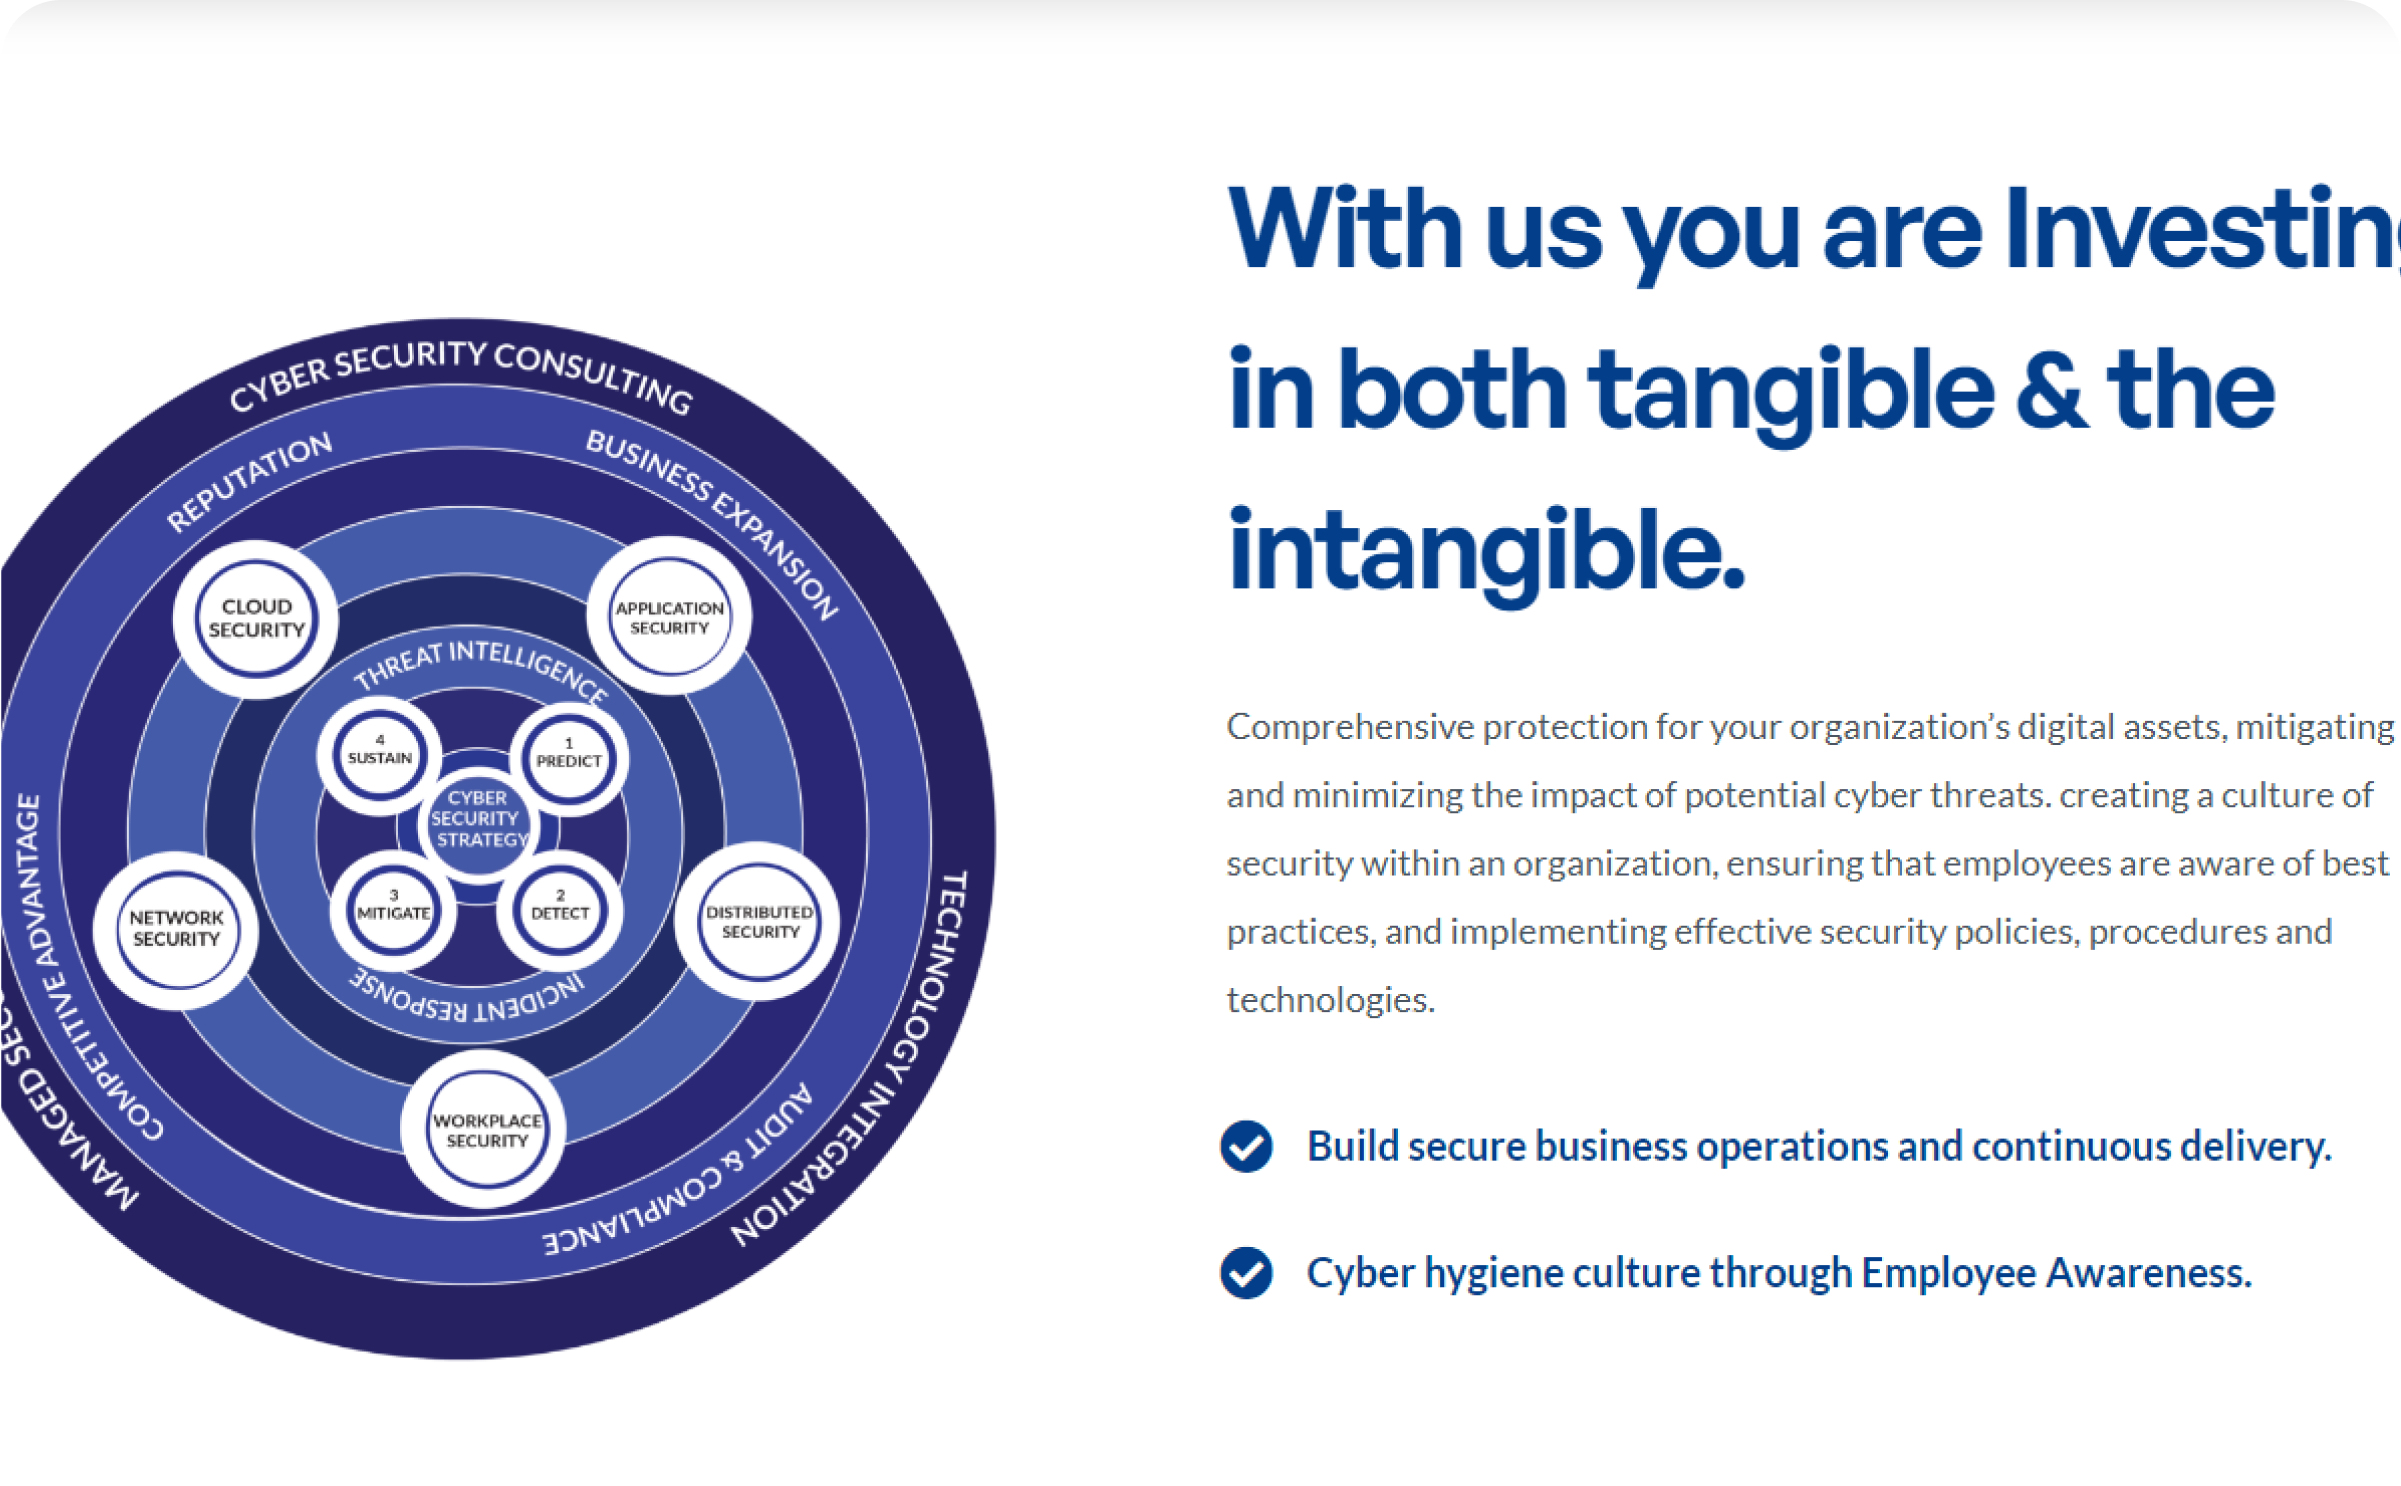 CYBER SECURITY CONSULTING
REPUTATION
BUSINESS EXPANSION
CLOUD
SECURITY
APPLICATION
SECURITY
THREAT INTELLIGENCE
4
SUSTAIN
1
PREDICT
CYBER
SECURITY
STRATEGY
3
MITIGATE
2
DETECT
NETWORK
SECURITY
DISTRIBUTED
SECURITY
INCIDENT RESPONSE
WORKPLACE
SECURITY
COMPETITIVE ADVANTAGE
AUDIT & COMPLIANCE
MANAGED
TECHNOLOGY INTEGRATION
With us you are Investing
in both tangible & the
intangible.
Comprehensive protection for your organization’s digital assets, mitigating
and minimizing the impact of potential cyber threats. creating a culture of
security within an organization, ensuring that employees are aware of best
practices, and implementing effective security policies, procedures and
technologies.
Build secure business operations and continuous delivery.
Cyber hygiene culture through Employee Awareness.